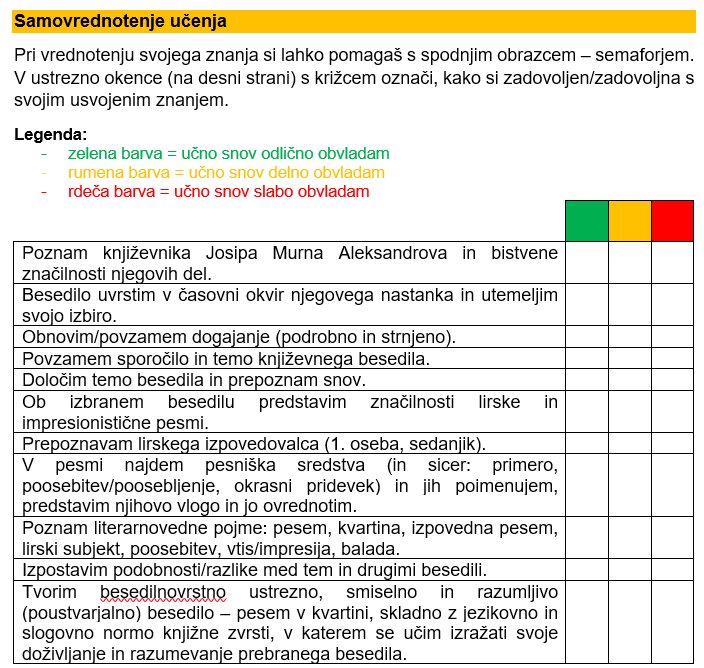 Samovrednotenje učenja
Pri vrednotenju svojega znanja si lahko pomagaš s spodnjim obrazcem – semaforjem.
V ustrezno okence (na desni strani) s križcem označi, kako si zadovoljen/zadovoljna s
svojim usvojenim znanjem.
Legenda:
- zelena barva = učno snov odlično obvladam
- rumena barva = učno snov delno obvladam
- rdeča barva = učno snov slabo obvladam
Poznam književnika Josipa Murna Aleksandrova in bistvene
značilnosti njegovih del.
Besedilo uvrstim v časovni okvir njegovega nastanka in utemeljim
svojo izbiro.
Obnovim/povzamem dogajanje (podrobno in strnjeno).
Povzamem sporočilo in temo književnega besedila.
Določim temo besedila in prepoznam snov.
Ob izbranem besedilu predstavim značilnosti lirske in
impresionistične pesmi.
Prepoznavam lirskega izpovedovalca (1. oseba, sedanjik).
V pesmi najdem pesniška sredstva (in sicer: primero,
poosebitev/poosebljenje, okrasni pridevek) in jih poimenujem,
predstavim njihovo vlogo in jo ovrednotim.
Poznam literarnovedne pojme: pesem, kvartina, izpovedna pesem,
lirski subjekt, poosebitev, vtis/impresija, balada.
Izpostavim podobnosti/razlike med tem in drugimi besedili.
Tvorim besedilnovrstno ustrezno, smiselno in razumljivo
(poustvarjalno) besedilo – pesem v kvartini, skladno z jezikovno in
slogovno normo knjižne zvrsti, v katerem se učim izražati svoje
doživljanje in razumevanje prebranega besedila.